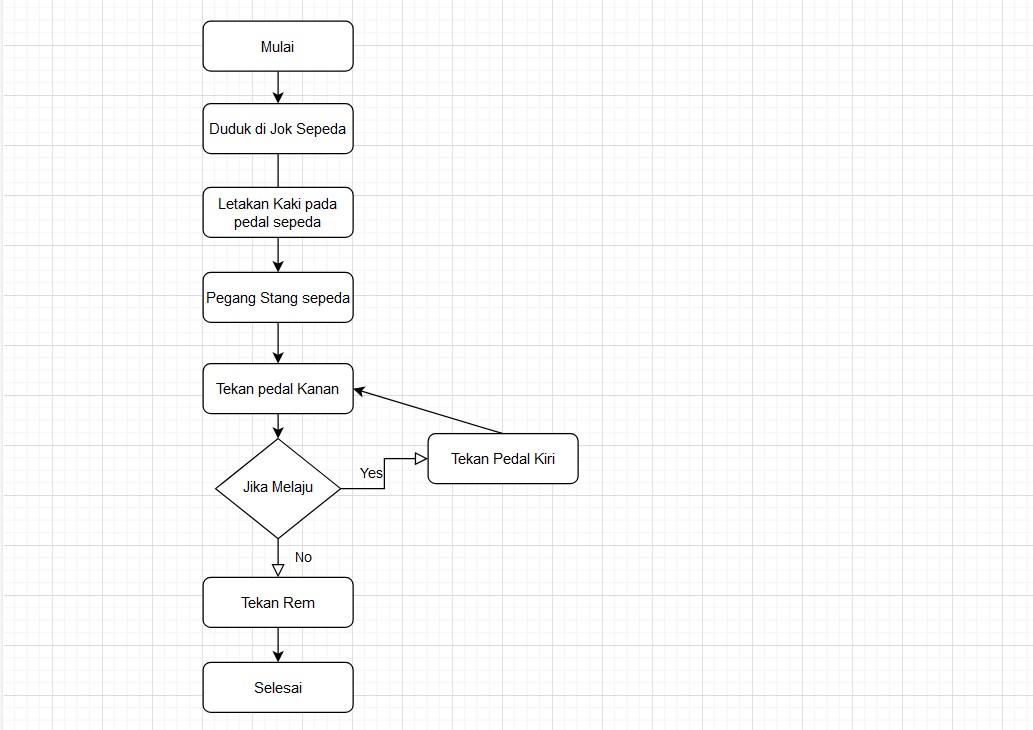 Mulai
Duduk di Jok Sepeda
Letakan Kaki pada
pedal sepeda
Pegang Stang sepeda
Tekan pedal Kanan
Tekan Pedal Kiri
Yes
Jika Melaju
No
Tekan Rem
Selesai